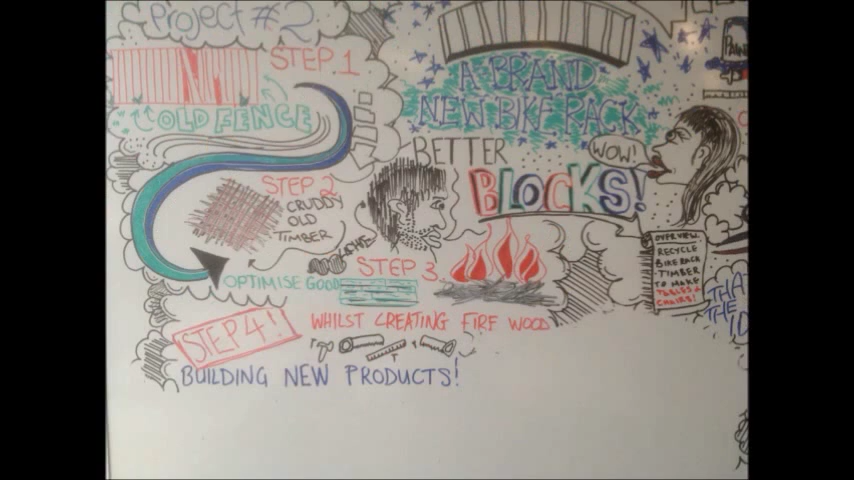 PROJECT #2
STEP 1
OLD FENCE
A BRAND
NEW BIKE RACK
BETTER
BLOCKS!
WOW!
STEP 2
CRUDDY
OLD
TIMBER
STEP 3
OPTIMISE GOOD
WHILST CREATING FIRE WOOD
STEP 4!
BUILDING NEW PRODUCTS!
OVERVIEW.
RECYCLE
BIKE RACK
TIMBER
TO MAKE
TABLES &
CHAIRS!
THE